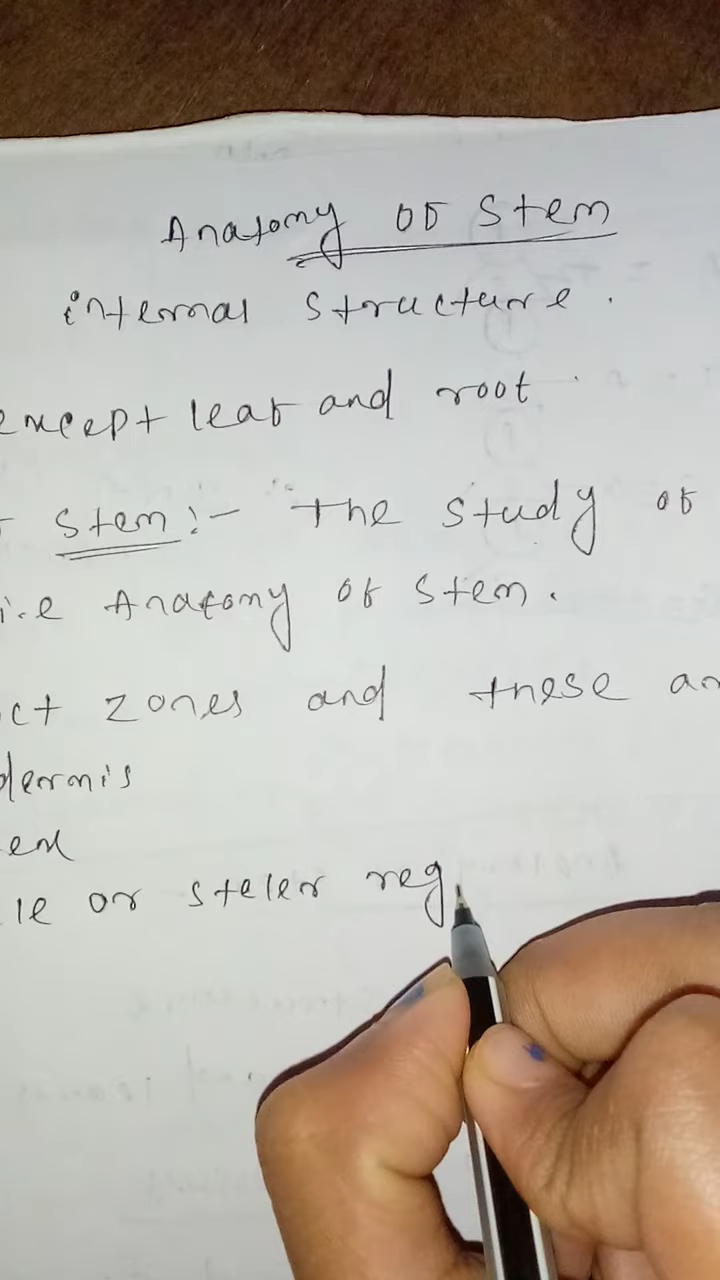 Anatomy of Stem
internal structure.
except leaf and root.
Stem:- The study of
i.e Anatomy of stem.
ct zones and these ar
dermis
ex
le or steler reg